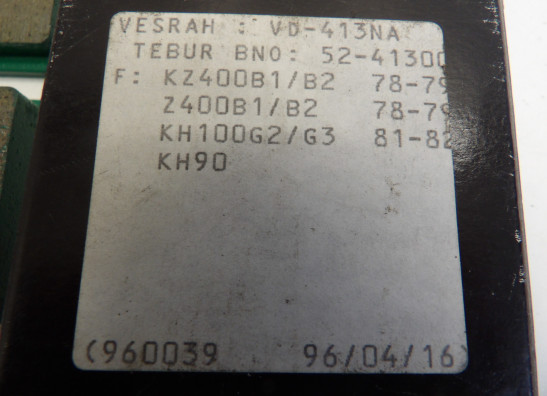 VESRAH : VD-413NA
TEBUR BNO: 52-41300
F: KZ400B1/B2 78-79
Z400B1/B2 78-79
KH100G2/G3 81-82
KH90
(960039 96/04/16)